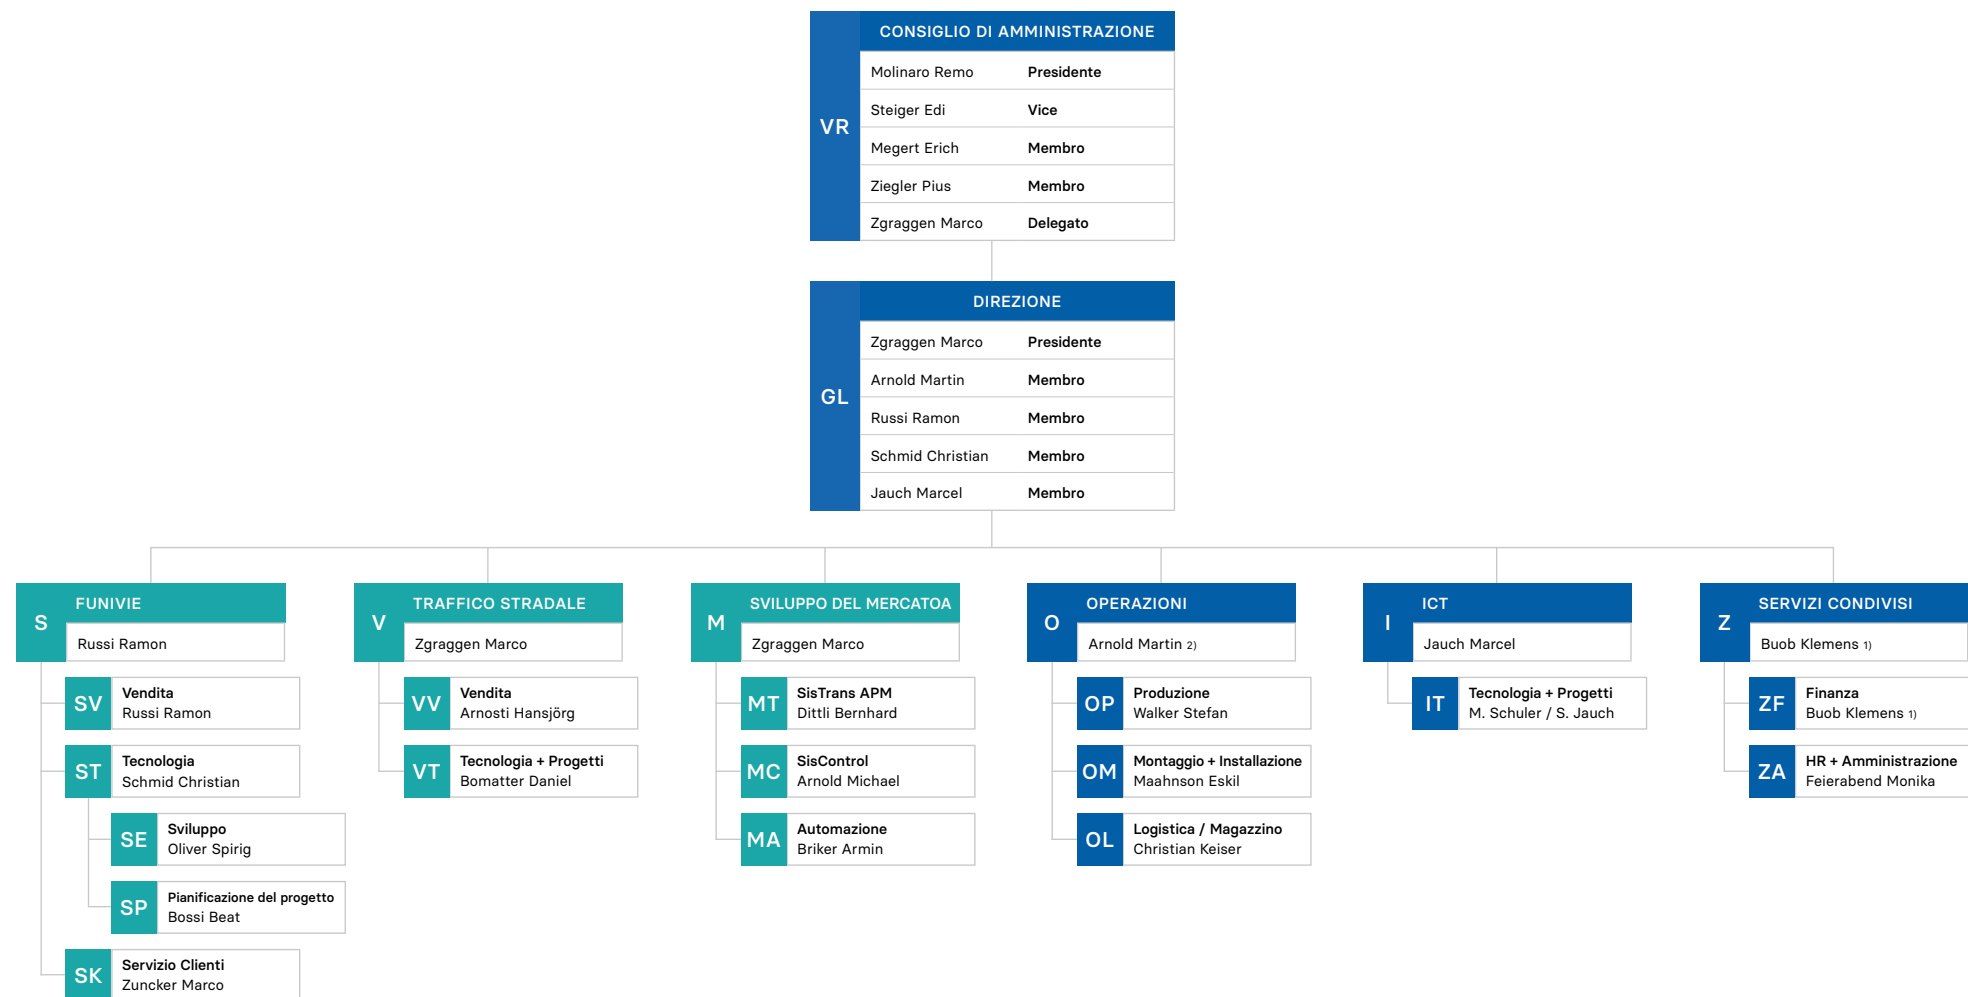 CONSIGLIO DI AMMINISTRAZIONE
VR
Molinaro Remo Presidente
Steiger Edi Vice
Megert Erich Membro
Ziegler Pius Membro
Zgraggen Marco Delegato
DIREZIONE
GL
Zgraggen Marco Presidente
Arnold Martin Membro
Russi Ramon Membro
Schmid Christian Membro
Jauch Marcel Membro
S
FUNIVIE
Russi Ramon
SV
Vendita
Russi Ramon
ST
Tecnologia
Schmid Christian
SE
Sviluppo
Oliver Spirig
SP
Pianificazione del progetto
Bossi Beat
SK
Servizio Clienti
Zuncker Marco
V
TRAFFICO STRADALE
Zgraggen Marco
VV
Vendita
Arnosti Hansjörg
VT
Tecnologia + Progetti
Bomatter Daniel
M
SVILUPPO DEL MERCATOA
Zgraggen Marco
MT
SisTrans APM
Dittli Bernhard
MC
SisControl
Arnold Michael
MA
Automazione
Briker Armin
O
OPERAZIONI
Arnold Martin 2)
OP
Produzione
Walker Stefan
OM
Montaggio + Installazione
Maahnson Eskil
OL
Logistica / Magazzino
Christian Keiser
I
ICT
Jauch Marcel
IT
Tecnologia + Progetti
M. Schuler / S. Jauch
Z
SERVIZI CONDIVISI
Buob Klemens 1)
ZF
Finanza
Buob Klemens 1)
ZA
HR + Amministrazione
Feierabend Monika